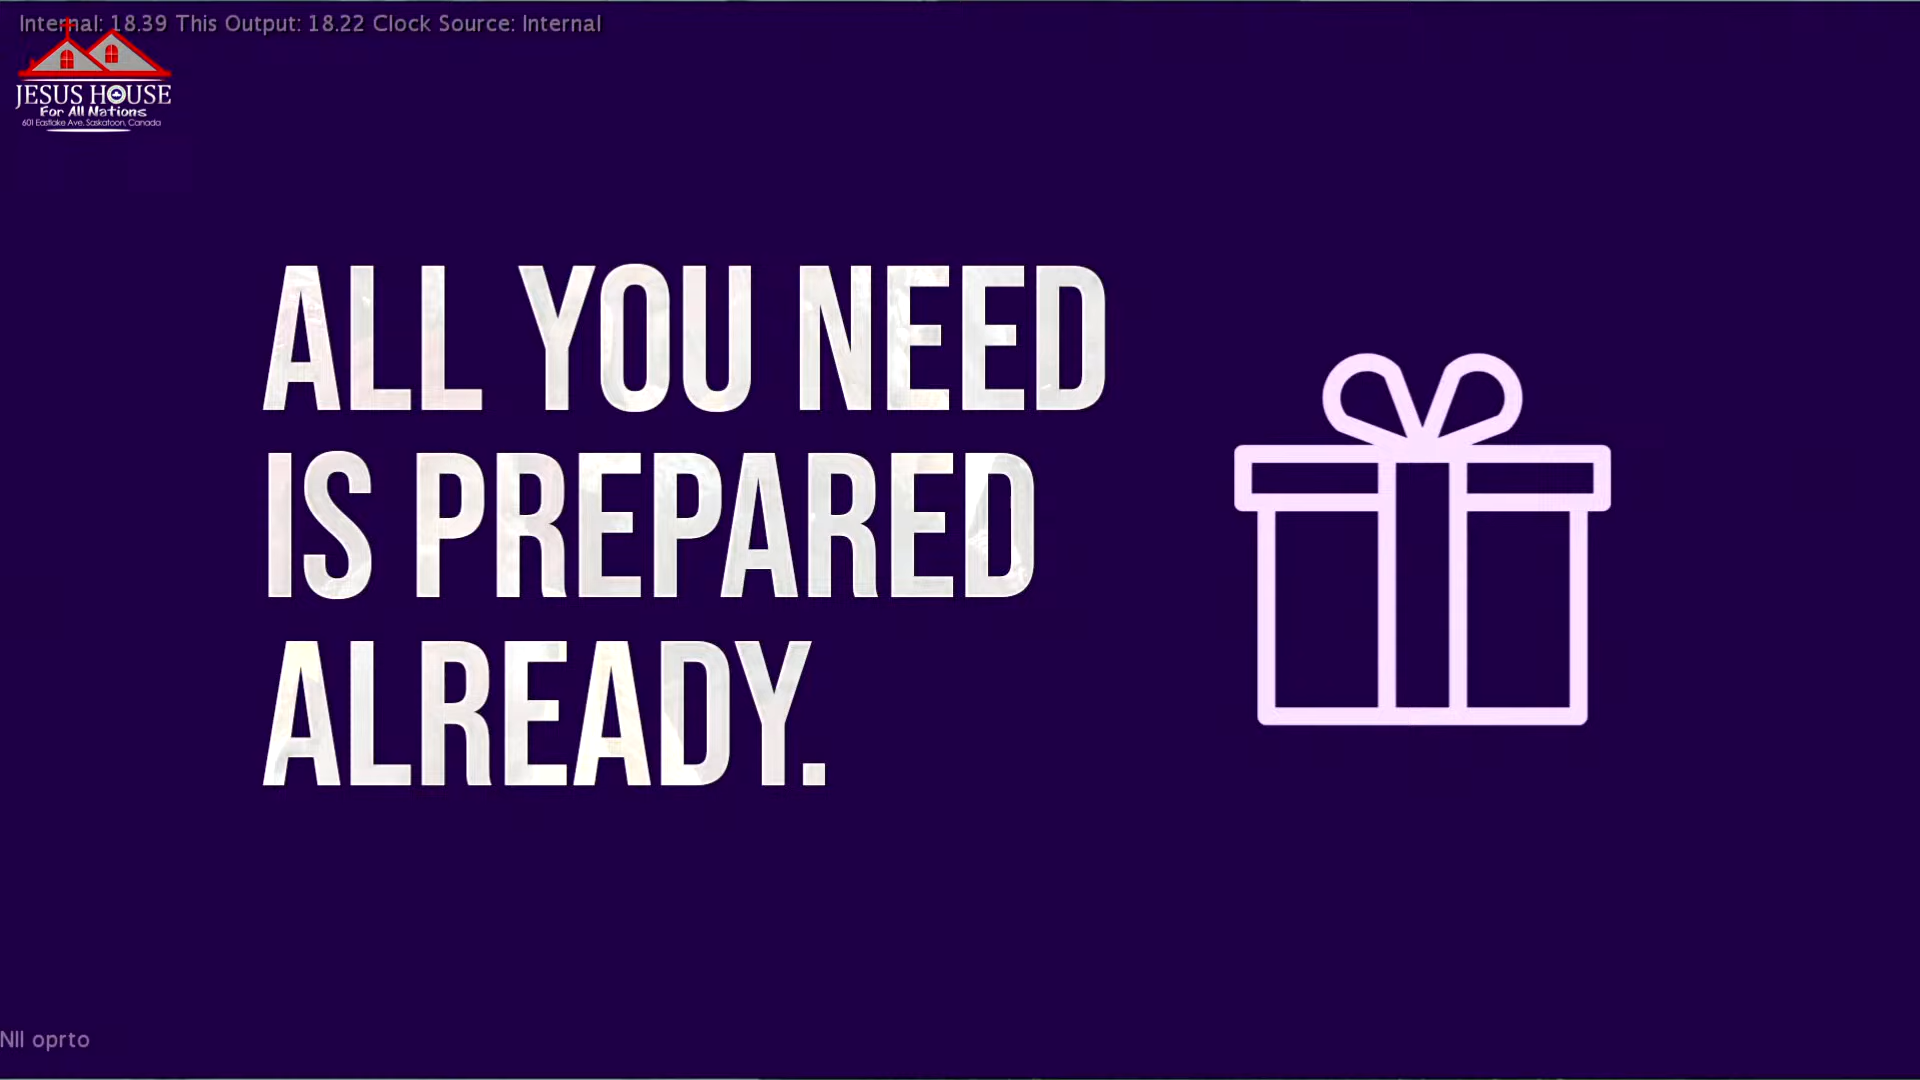 Internal: 18.39 This Output: 18.22 Clock Source: Internal
JESUS HOUSE
For All Nations
601 Eastlake Ave, Saskatoon, Canada
ALL YOU NEED
IS PREPARED
ALREADY.
NII oprto